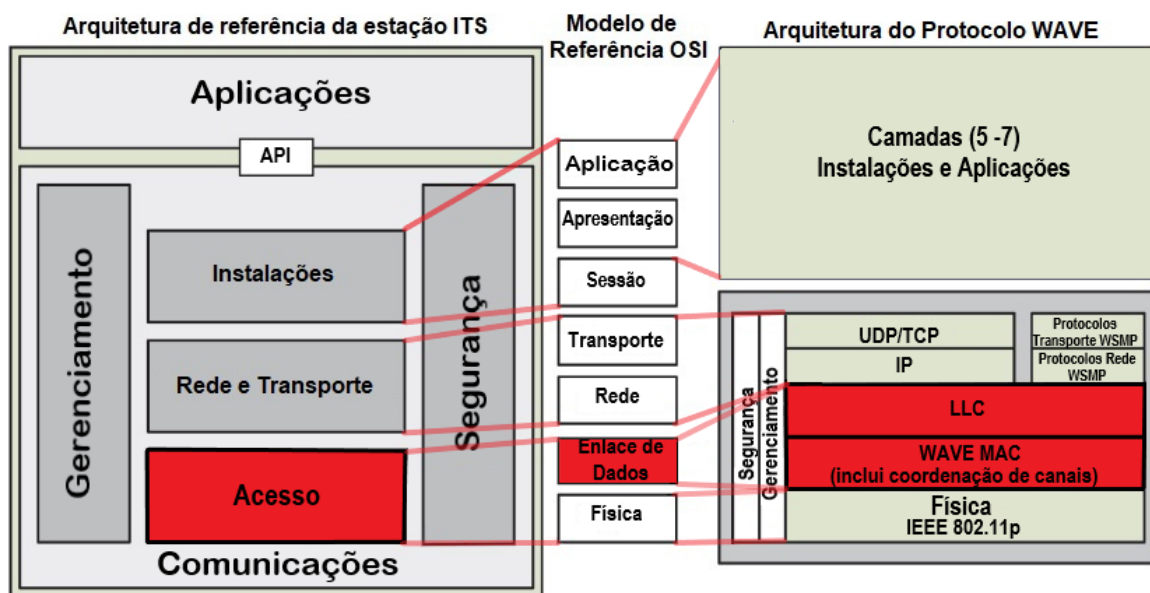 Arquitetura de referência da estação ITS
Aplicações
API
Gerenciamento
Instalações
Rede e Transporte
Acesso
Segurança
Comunicações
Modelo de
Referência OSI
Aplicação
Apresentação
Sessão
Transporte
Rede
Enlace de
Dados
Física
Arquitetura do Protocolo WAVE
Camadas (5 -7)
Instalações e Aplicações
Segurança
Gerenciamento
UDP/TCP
IP
Protocolos
Transporte WSMP
Protocolos Rede
WSMP
LLC
WAVE MAC
(inclui coordenação de canais)
Física
IEEE 802.11p